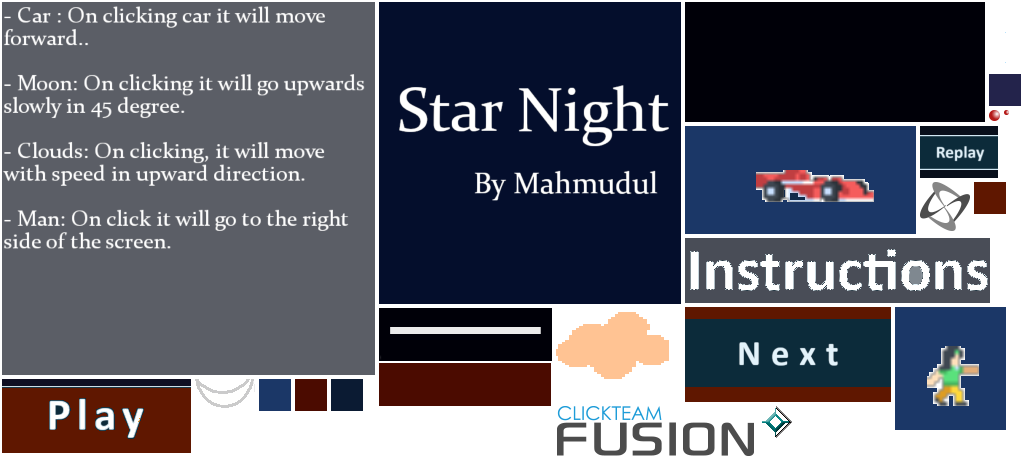 - Car : On clicking car it will move
forward..
- Moon: On clicking it will go upwards
slowly in 45 degree.
- Clouds: On clicking, it will move
with speed in upward direction.
- Man: On click it will go to the right
side of the screen.
Star Night
By Mahmudul
Replay
Instructions
Next
Play
CLICKTEAM
FUSION